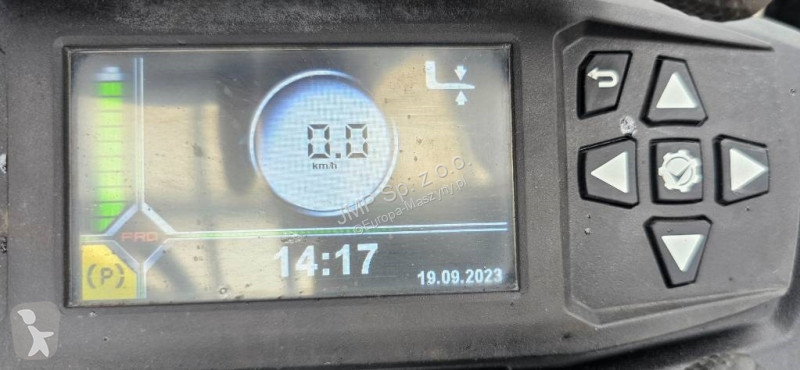 0.0
km/h
JMP Sp. z o.o.
Europa-Maszyny.pl
PRO
(P)
14:17
19.09.2023